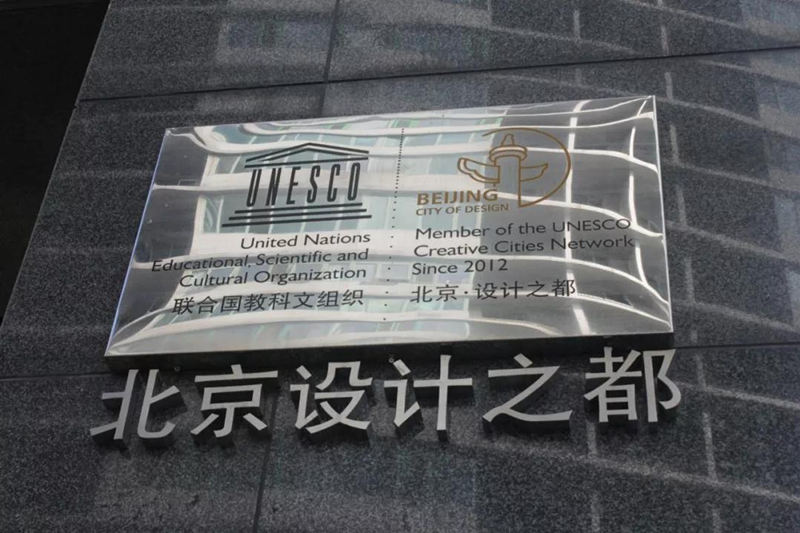 UNESCO
United Nations
Educational, Scientific and
Cultural Organization
联合国教科文组织
BEIJING
CITY OF DESIGN
Member of the UNESCO
Creative Cities Network
Since 2012
北京·设计之都
北京设计之都